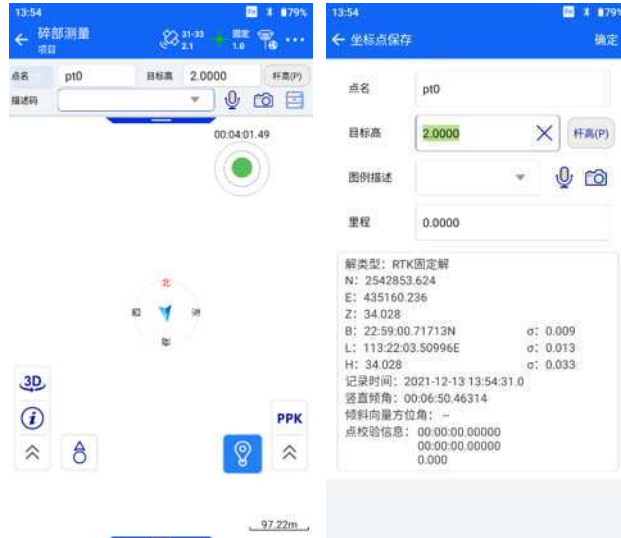 13:54
79%
碎部测量
项目
31-33
2.1
固定
1.0
点名
pt0
目标高
2.0000
杆高(P)
描述码
00:04:01.49
北
东
南
西
3D
PPK
97.22m
13:54
79%
坐标点保存
确定
点名
pt0
目标高
2.0000
杆高(P)
图例描述
里程
0.0000
解类型：RTK固定解
N：2542853.624
E：435160.236
Z：34.028
B：22:59:00.71713N σ：0.009
L：113:22:03.50996E σ：0.013
H：34.028 σ：0.033
记录时间：2021-12-13 13:54:31.0
竖直倾角：00:06:50.46314
倾斜向量方位角：--
点校验信息：00:00:00.00000
00:00:00.00000
0.000